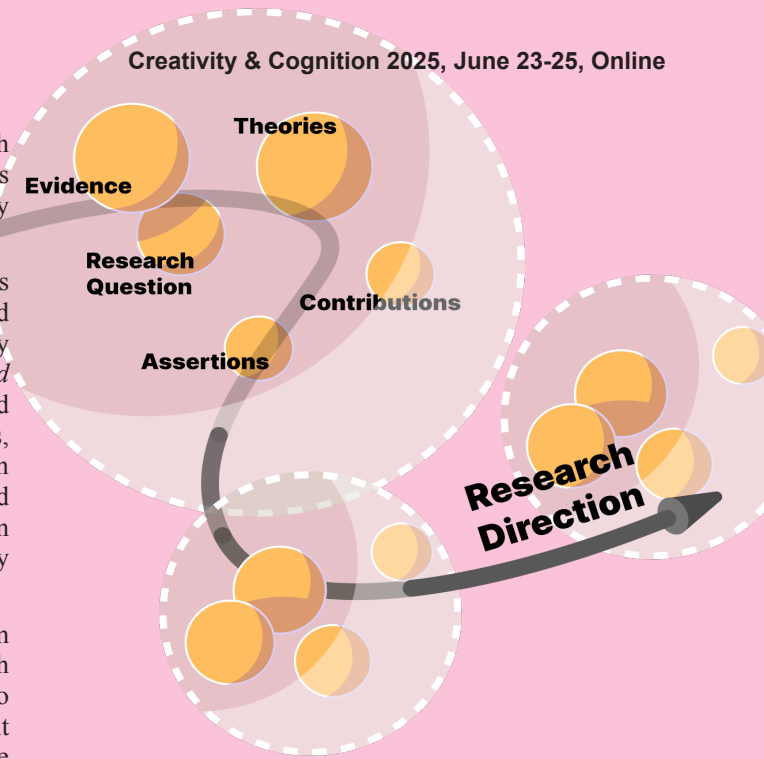 Creativity & Cognition 2025, June 23-25, Online
Theories
Evidence
Research
Question
Contributions
Assertions
Research
Direction